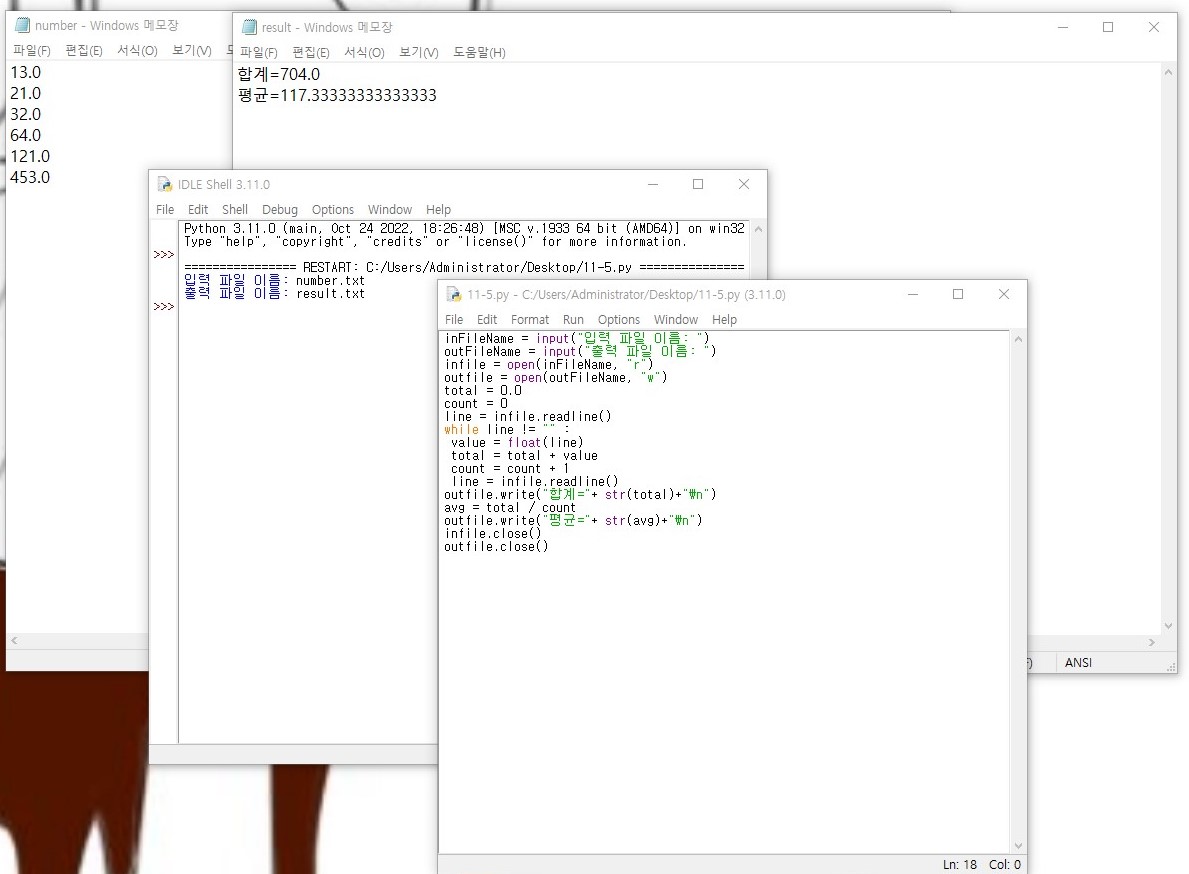 number - Windows 메모장
파일(F) 편집(E) 서식(O) 보기(V)
13.0
21.0
32.0
64.0
121.0
453.0
result - Windows 메모장
파일(F) 편집(E) 서식(O) 보기(V) 도움말(H)
합계=704.0
평균=117.33333333333333
ANSI
IDLE Shell 3.11.0
File Edit Shell Debug Options Window Help
Python 3.11.0 (main, Oct 24 2022, 18:26:48) [MSC v.1933 64 bit (AMD64)] on win32
Type "help", "copyright", "credits" or "license()" for more information.
>>>
================ RESTART: C:/Users/Administrator/Desktop/11-5.py ===============
입력 파일 이름: number.txt
출력 파일 이름: result.txt
>>>
11-5.py - C:/Users/Administrator/Desktop/11-5.py (3.11.0)
File Edit Format Run Options Window Help
inFileName = input("입력 파일 이름: ")
outFileName = input("출력 파일 이름: ")
infile = open(inFileName, "r")
outfile = open(outFileName, "w")
total = 0.0
count = 0
line = infile.readline()
while line != "" :
 value = float(line)
 total = total + value
 count = count + 1
 line = infile.readline()
outfile.write("합계="+ str(total)+"₩n")
avg = total / count
outfile.write("평균="+ str(avg)+"₩n")
infile.close()
outfile.close()
Ln: 18 Col: 0